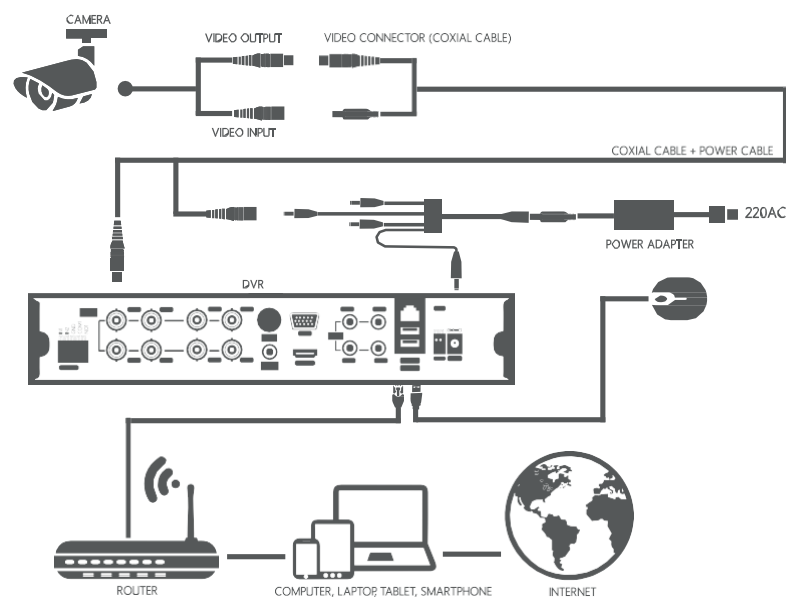 CAMERA
VIDEO OUTPUT
VIDEO CONNECTOR (COXIAL CABLE)
VIDEO INPUT
COXIAL CABLE + POWER CABLE
220AC
POWER ADAPTER
DVR
ROUTER
COMPUTER, LAPTOP, TABLET, SMARTPHONE
INTERNET